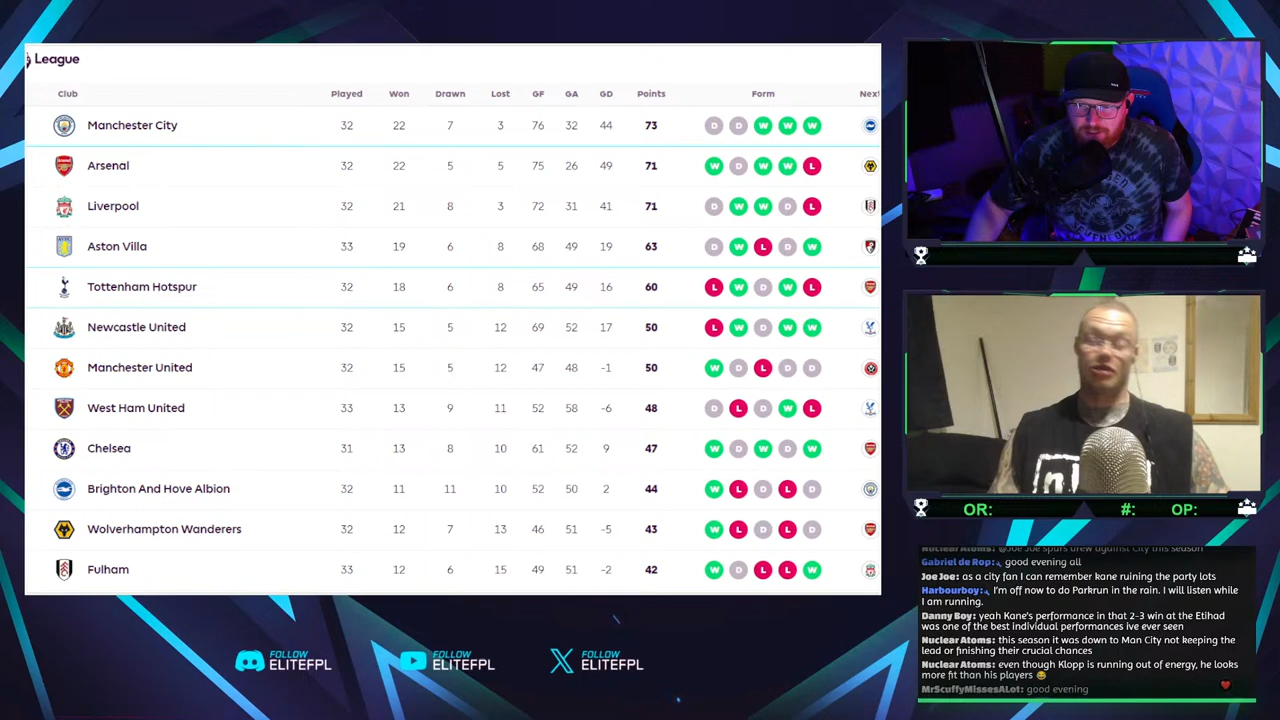 League
Club Played Won Drawn Lost GF GA GD Points Form Next
Manchester City 32 22 7 3 76 32 44 73 D D W W W
Arsenal 32 22 5 5 75 26 49 71 W D W W L
Liverpool 32 21 8 3 72 31 41 71 D W W D L
Aston Villa 33 19 6 8 68 49 19 63 D W L D W
Tottenham Hotspur 32 18 6 8 65 49 16 60 L W D W L
Newcastle United 32 15 5 12 69 52 17 50 L W D W W
Manchester United 32 15 5 12 47 48 -1 50 W D L D D
West Ham United 33 13 9 11 52 58 -6 48 D L D W L
Chelsea 31 13 8 10 61 52 9 47 W D W D W
Brighton And Hove Albion 32 11 11 10 52 50 2 44 W L D L D
Wolverhampton Wanderers 32 12 7 13 46 51 -5 43 W L D L D
Fulham 33 12 6 15 49 51 -2 42 W D L L W
FOLLOW
ELITEFPL
FOLLOW
ELITEFPL
FOLLOW
ELITEFPL
OR: #: OP:
Nuclear Atoms: @Joe Joe spurs drew against City this season
Gabriel de Rop: good evening all
Joe Joe: as a city fan I can remember kane ruining the party lots
Harbourboy: I'm off now to do Parkrun in the rain. I will listen while
I am running.
Danny Boy: yeah Kane's performance in that 2-3 win at the Etihad
was one of the best individual performances ive ever seen
Nuclear Atoms: this season it was down to Man City not keeping the
lead or finishing their crucial chances
Nuclear Atoms: even though Klopp is running out of energy, he looks
more fit than his players 😂
MrScuffyMissesALot: good evening